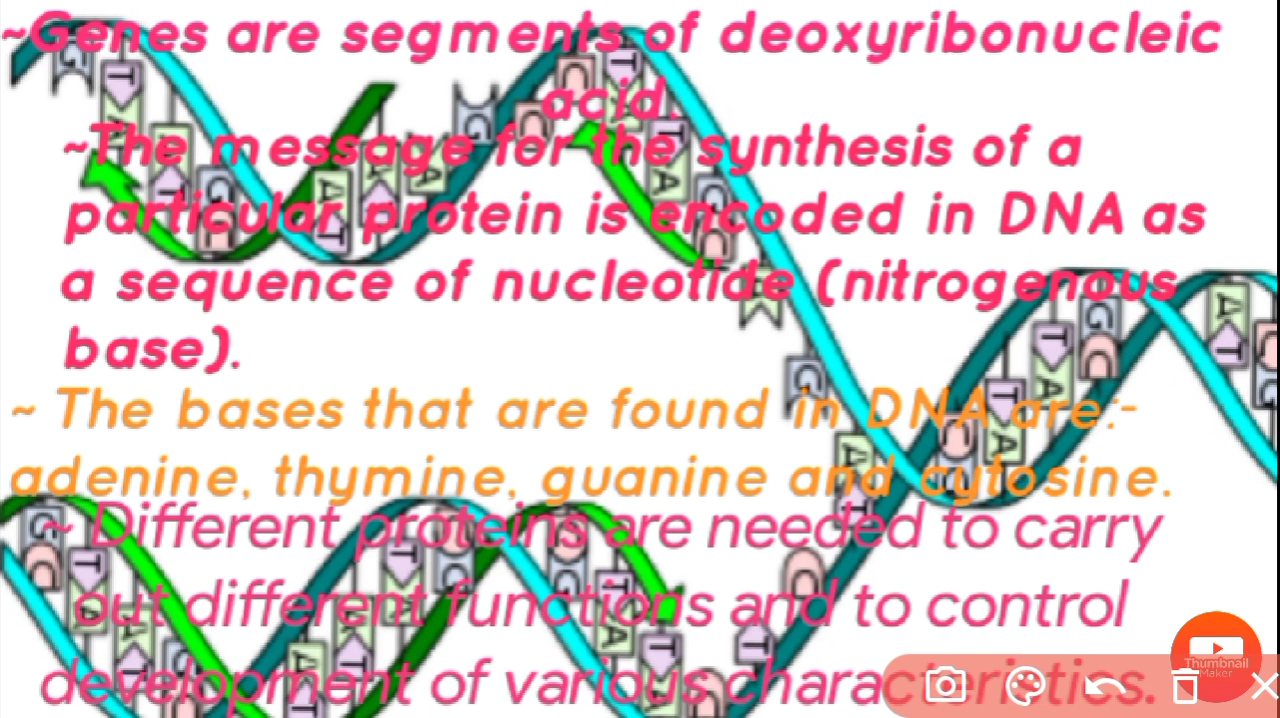 ~Genes are segments of deoxyribonucleic
acid.
~The message for the synthesis of a
particular protein is encoded in DNA as
a sequence of nucleotide (nitrogenous
base).
~ The bases that are found in DNA are:-
adenine, thymine, guanine and cytosine.
~ Different proteins are needed to carry
out different functions and to control
development of various characteristics.
Thumbnail
Maker